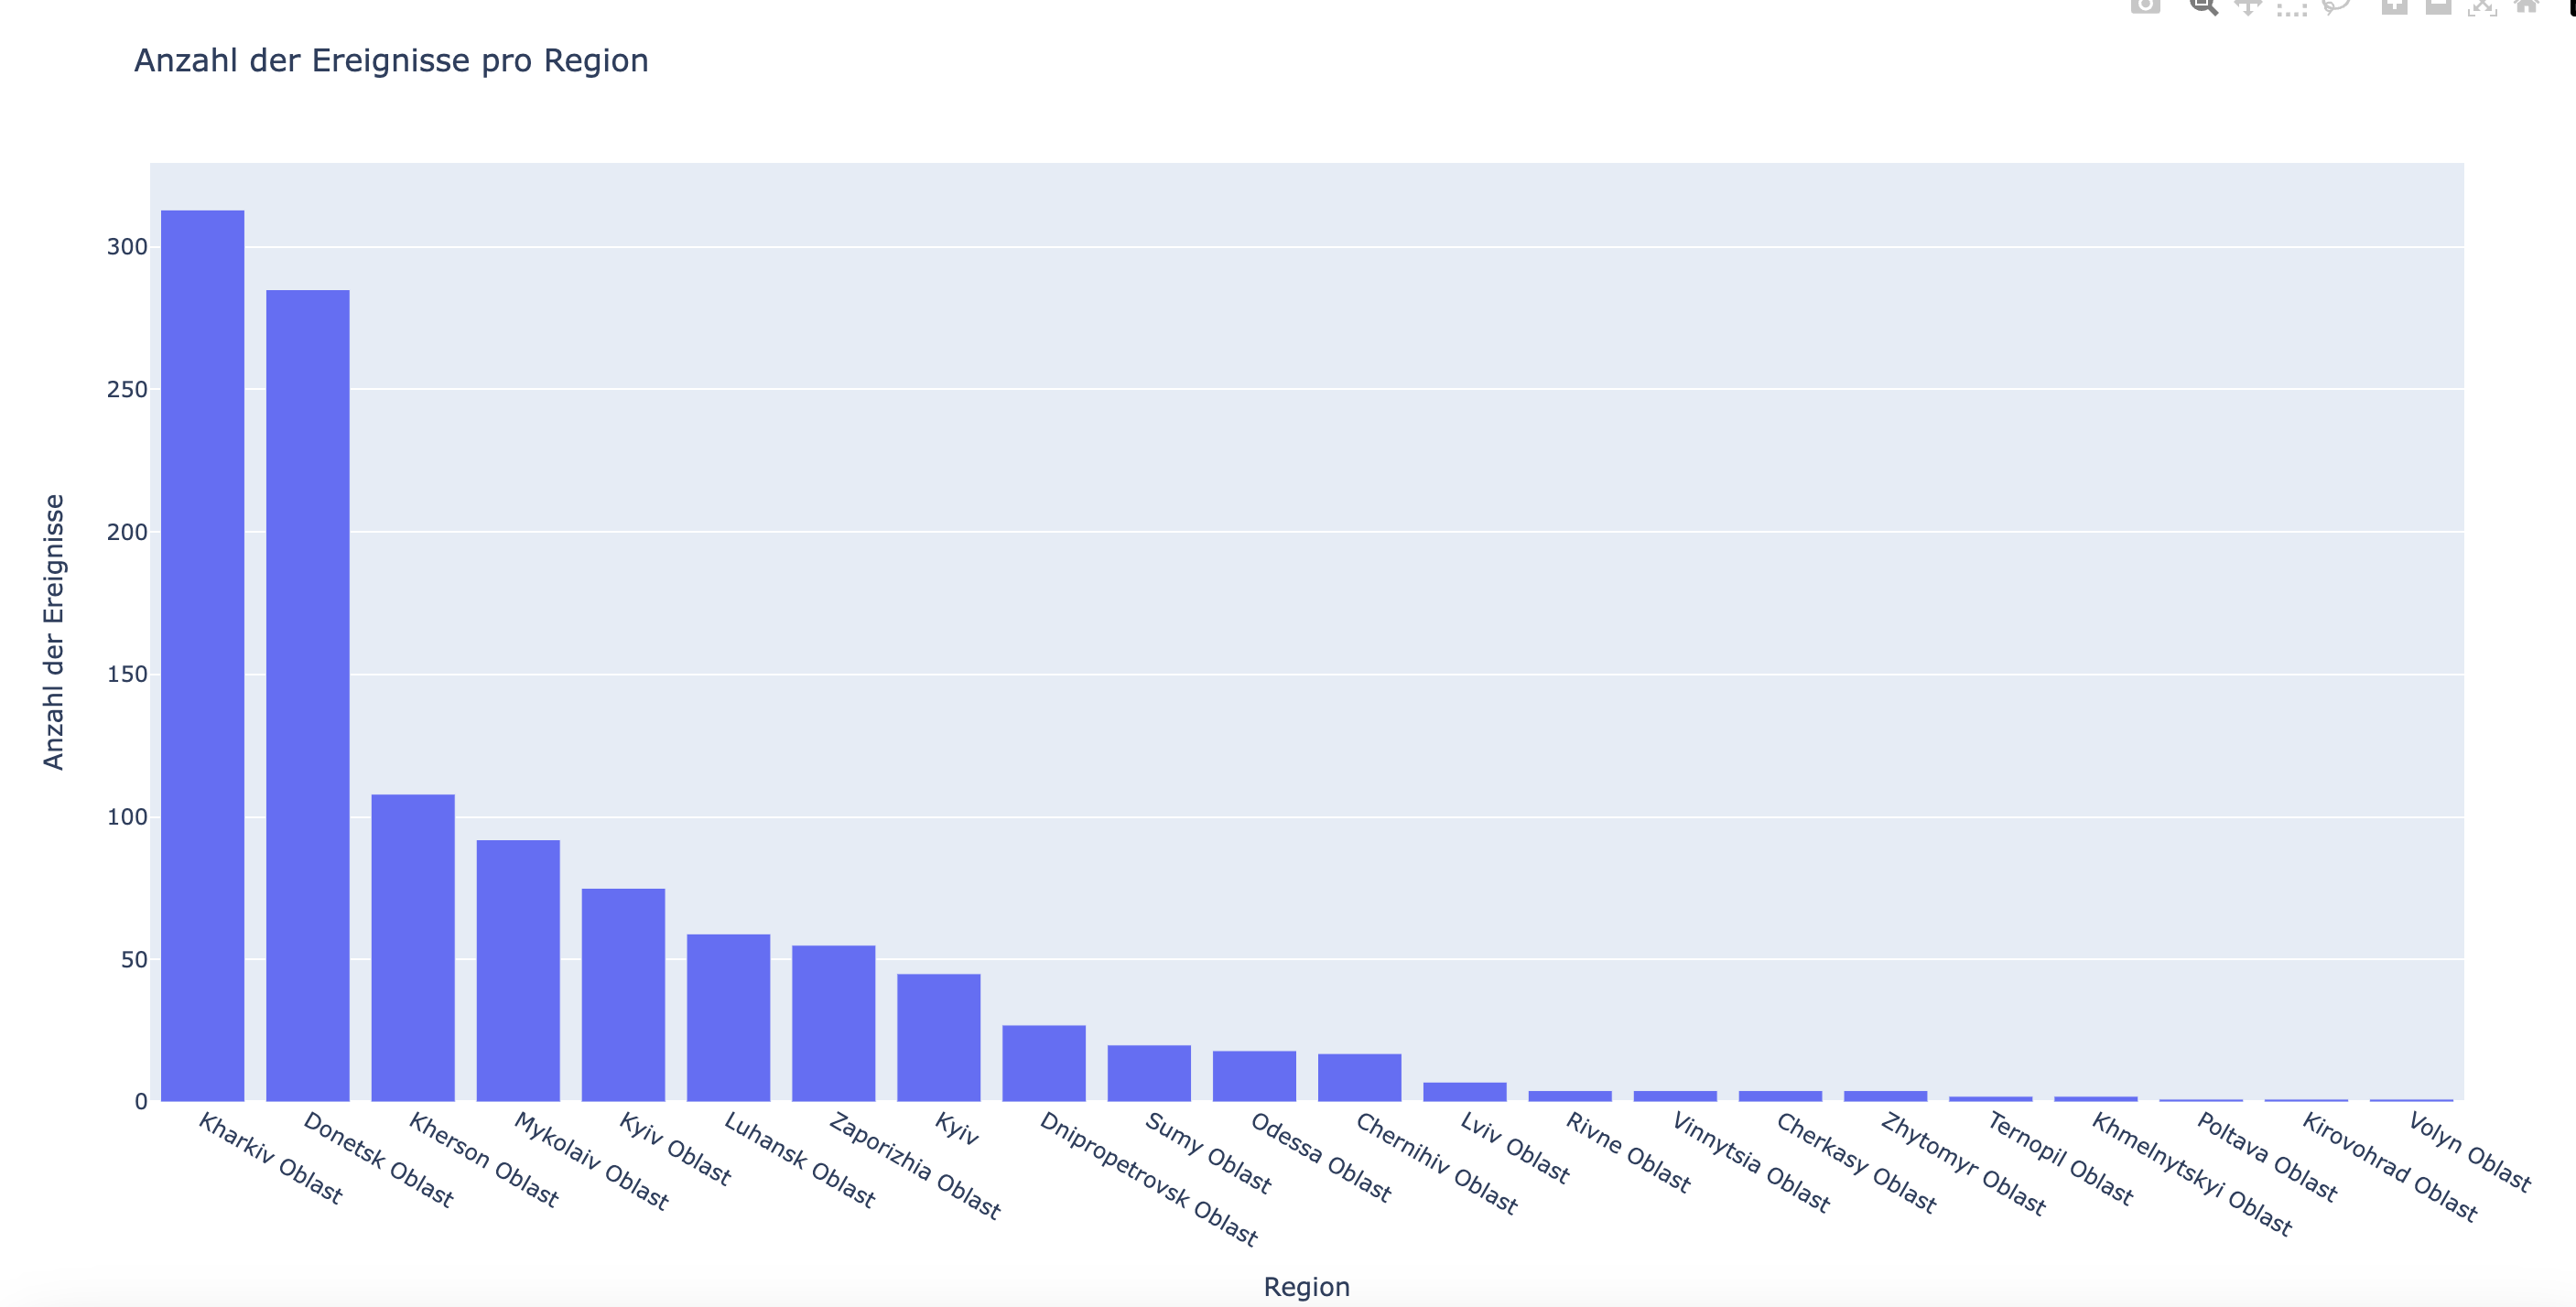 Anzahl der Ereignisse pro Region
300
250
200
150
100
50
0
Anzahl der Ereignisse
Kharkiv Oblast
Donetsk Oblast
Kherson Oblast
Mykolaiv Oblast
Kyiv Oblast
Luhansk Oblast
Zaporizhia Oblast
Kyiv
Dnipropetrovsk Oblast
Sumy Oblast
Odessa Oblast
Chernihiv Oblast
Lviv Oblast
Rivne Oblast
Vinnytsia Oblast
Cherkasy Oblast
Zhytomyr Oblast
Ternopil Oblast
Khmelnytskyi Oblast
Poltava Oblast
Kirovohrad Oblast
Volyn Oblast
Region